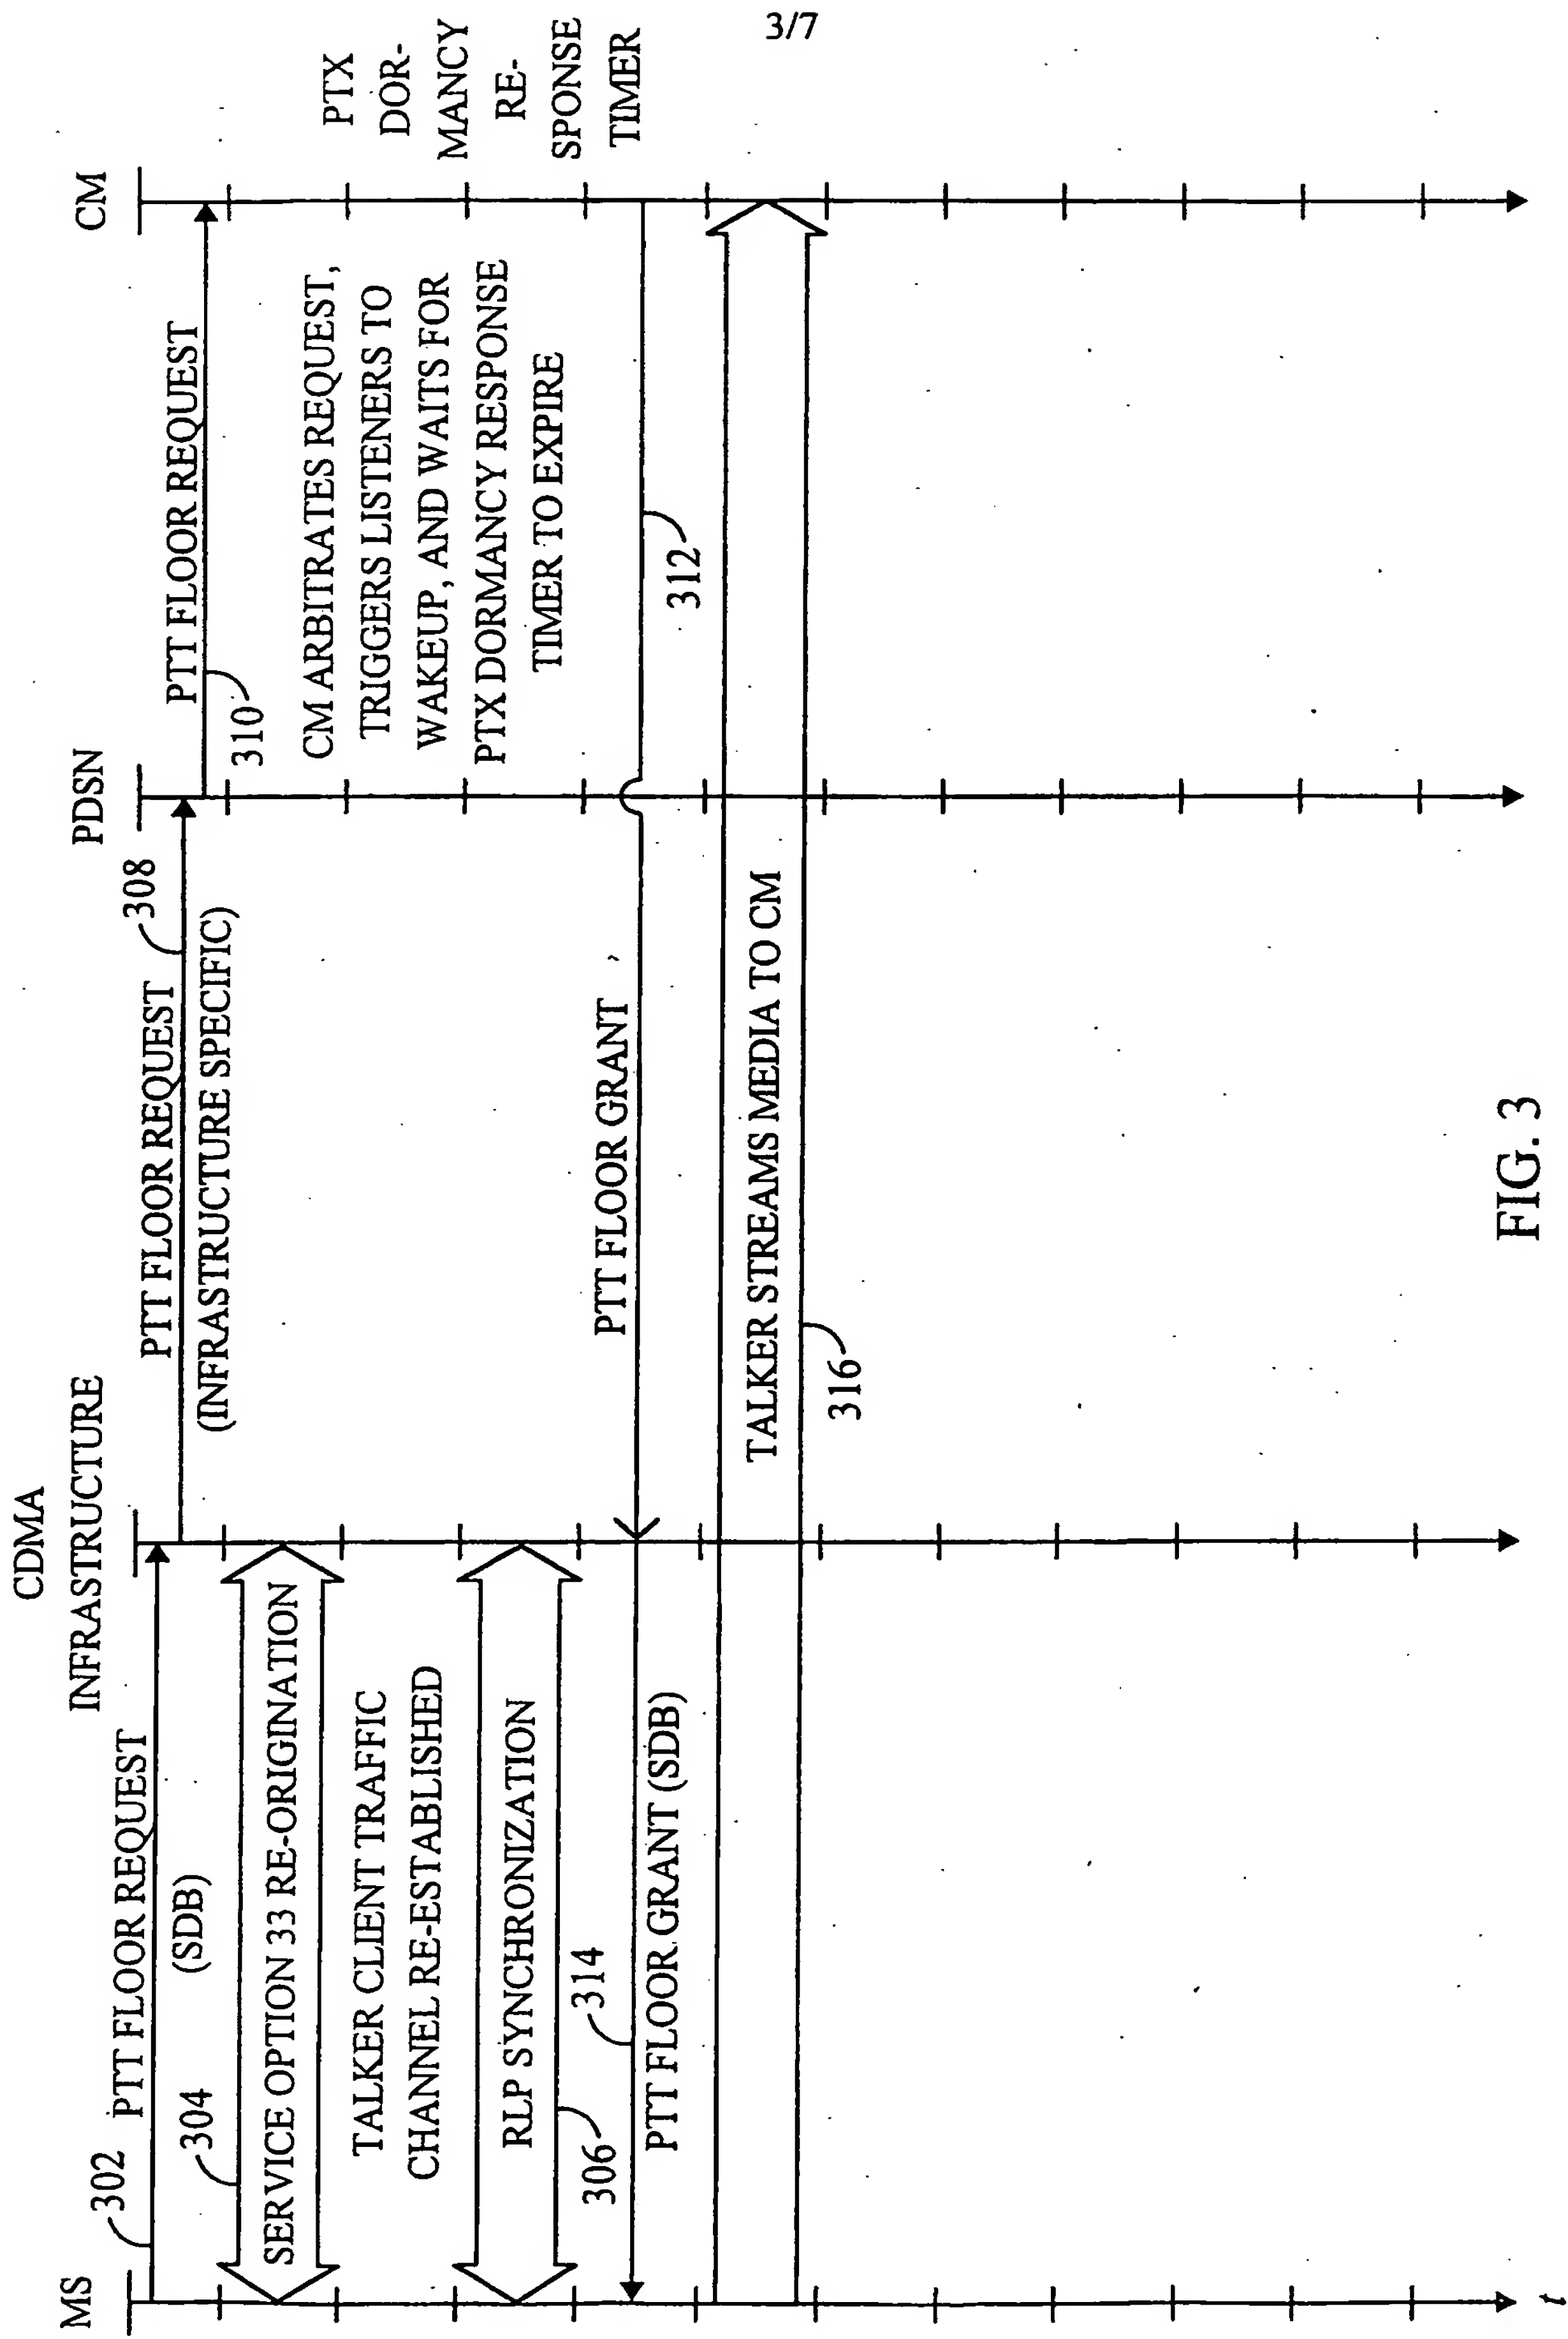 3/7
MS
CDMA
INFRASTRUCTURE
PDSN
CM
302
PTT FLOOR REQUEST
(SDB)
304
SERVICE OPTION 33 RE-ORIGINATION
TALKER CLIENT TRAFFIC
CHANNEL RE-ESTABLISHED
RLP SYNCHRONIZATION
306
314
PTT FLOOR GRANT (SDB)
PTT FLOOR REQUEST
308
(INFRASTRUCTURE SPECIFIC)
PTT FLOOR REQUEST
310
CM ARBITRATES REQUEST,
TRIGGERS LISTENERS TO
WAKEUP, AND WAITS FOR
PTX DORMANCY RESPONSE
TIMER TO EXPIRE
PTX
DOR-
MANCY
RE-
SPONSE
TIMER
PTT FLOOR GRANT
312
TALKER STREAMS MEDIA TO CM
316
t
FIG. 3